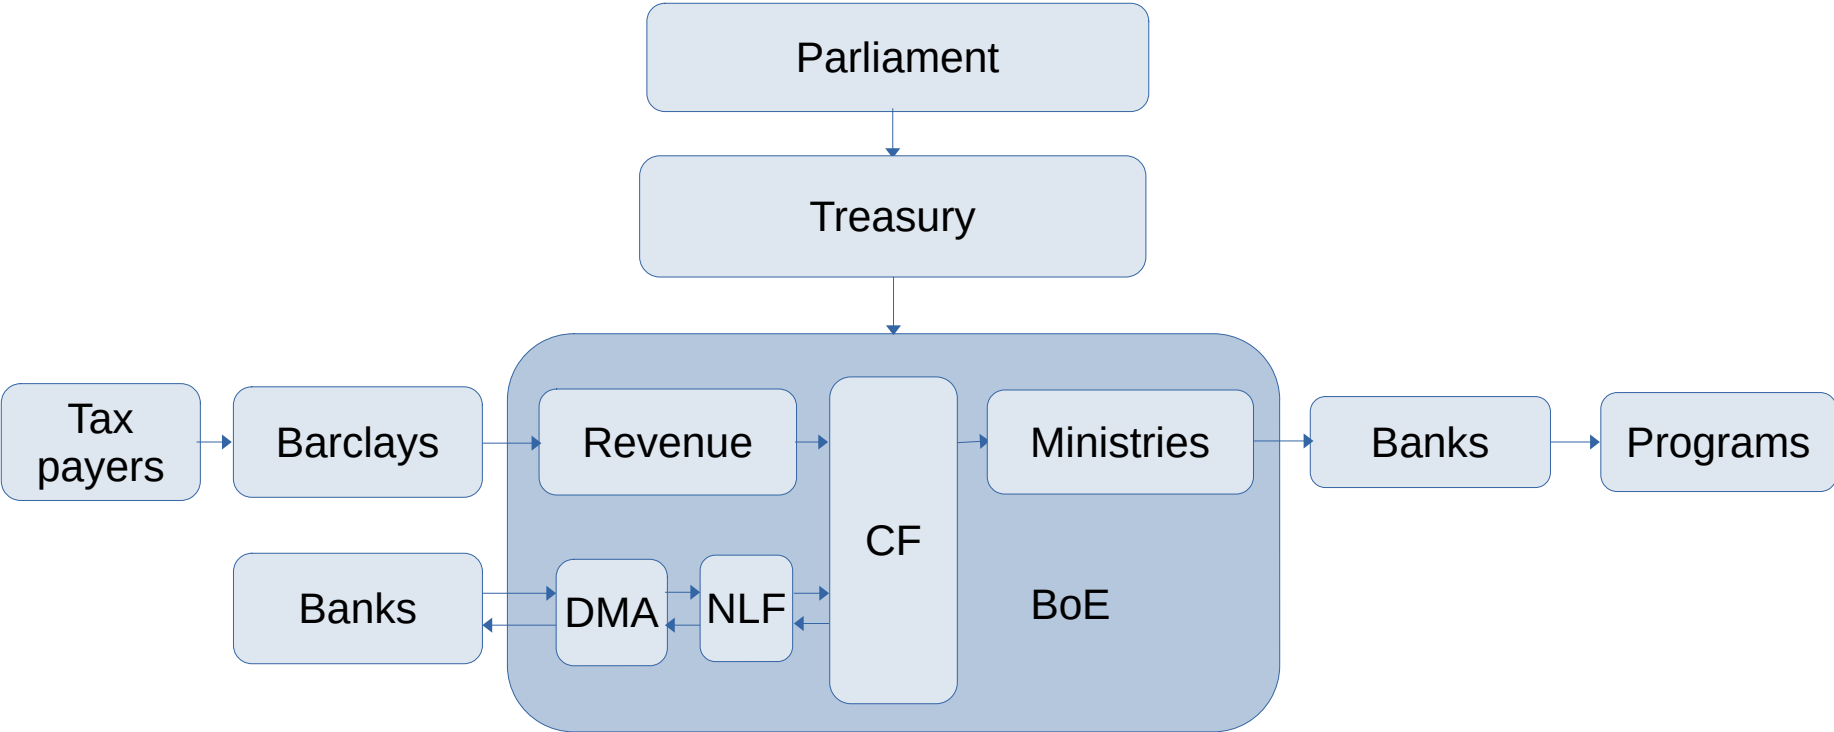 Parliament
Treasury
Tax
payers
Barclays
Revenue
CF
Ministries
Banks
Programs
Banks
DMA
NLF
BoE